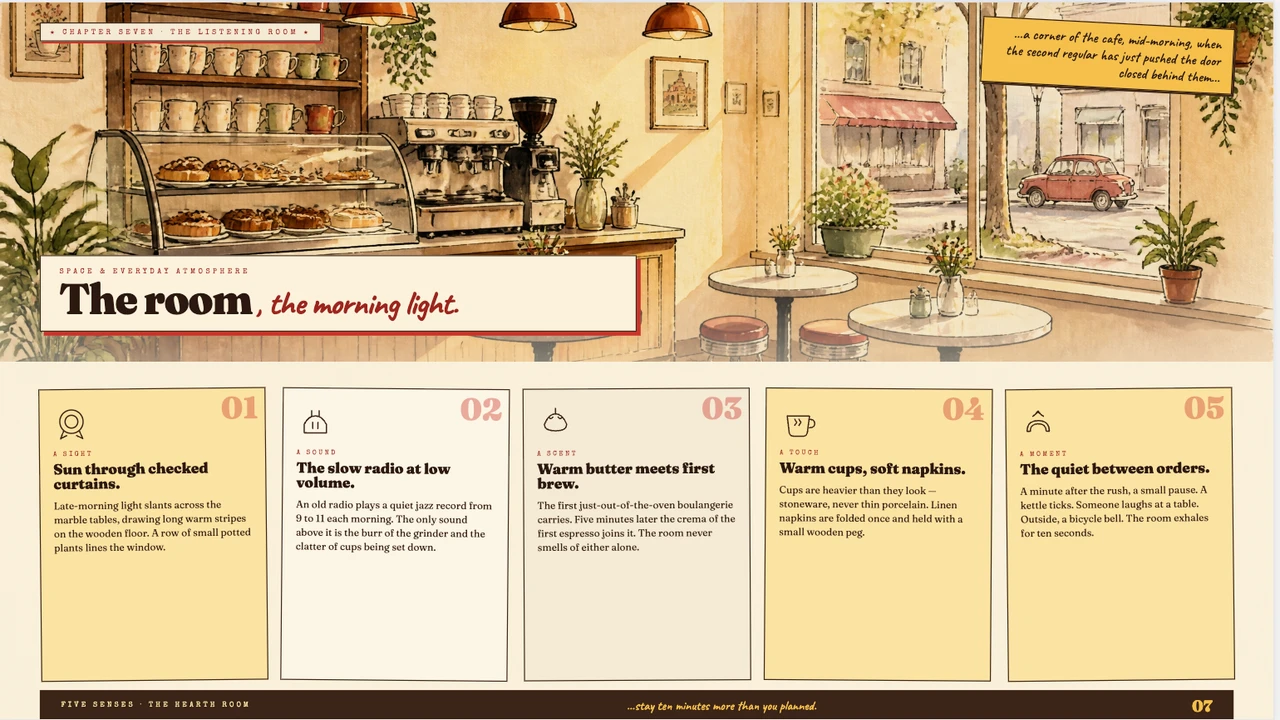 • CHAPTER SEVEN · THE LISTENING ROOM •
...a corner of the cafe, mid-morning, when
the second regular has just pushed the door
closed behind them...
SPACE & EVERYDAY ATMOSPHERE
The room, the morning light.
01
A SIGHT
Sun through checked
curtains.
Late-morning light slants across the
marble tables, drawing long warm stripes
on the wooden floor. A row of small potted
plants lines the window.
02
A SOUND
The slow radio at low
volume.
An old radio plays a quiet jazz record from
9 to 11 each morning. The only sound
above it is the burr of the grinder and the
clatter of cups being set down.
03
A SCENT
Warm butter meets first
brew.
The first just-out-of-the-oven boulangerie
carries. Five minutes later the crema of the
first espresso joins it. The room never
smells of either alone.
04
A TOUCH
Warm cups, soft napkins.
Cups are heavier than they look —
stoneware, never thin porcelain. Linen
napkins are folded once and held with a
small wooden peg.
05
A MOMENT
The quiet between orders.
A minute after the rush, a small pause. A
kettle ticks. Someone laughs at a table.
Outside, a bicycle bell. The room exhales
for ten seconds.
FIVE SENSES · THE HEARTH ROOM
...stay ten minutes more than you planned.
07